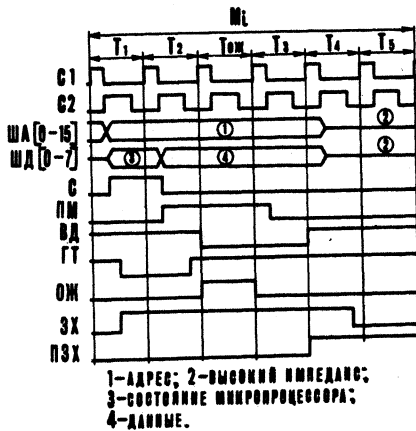 Mi
T1 T2 Tож T3 T4 T5
C1
C2
ША[0-15] ① ②
ШД[0-7] ③ ④ ②
С
ПМ
ВД
ГТ
ОЖ
ЗХ
ПЗХ
1-АДРЕС; 2-ВЫСОКИЙ ИМПЕДАНС;
3-СОСТОЯНИЕ МИКРОПРОЦЕССОРА;
4-ДАННЫЕ.